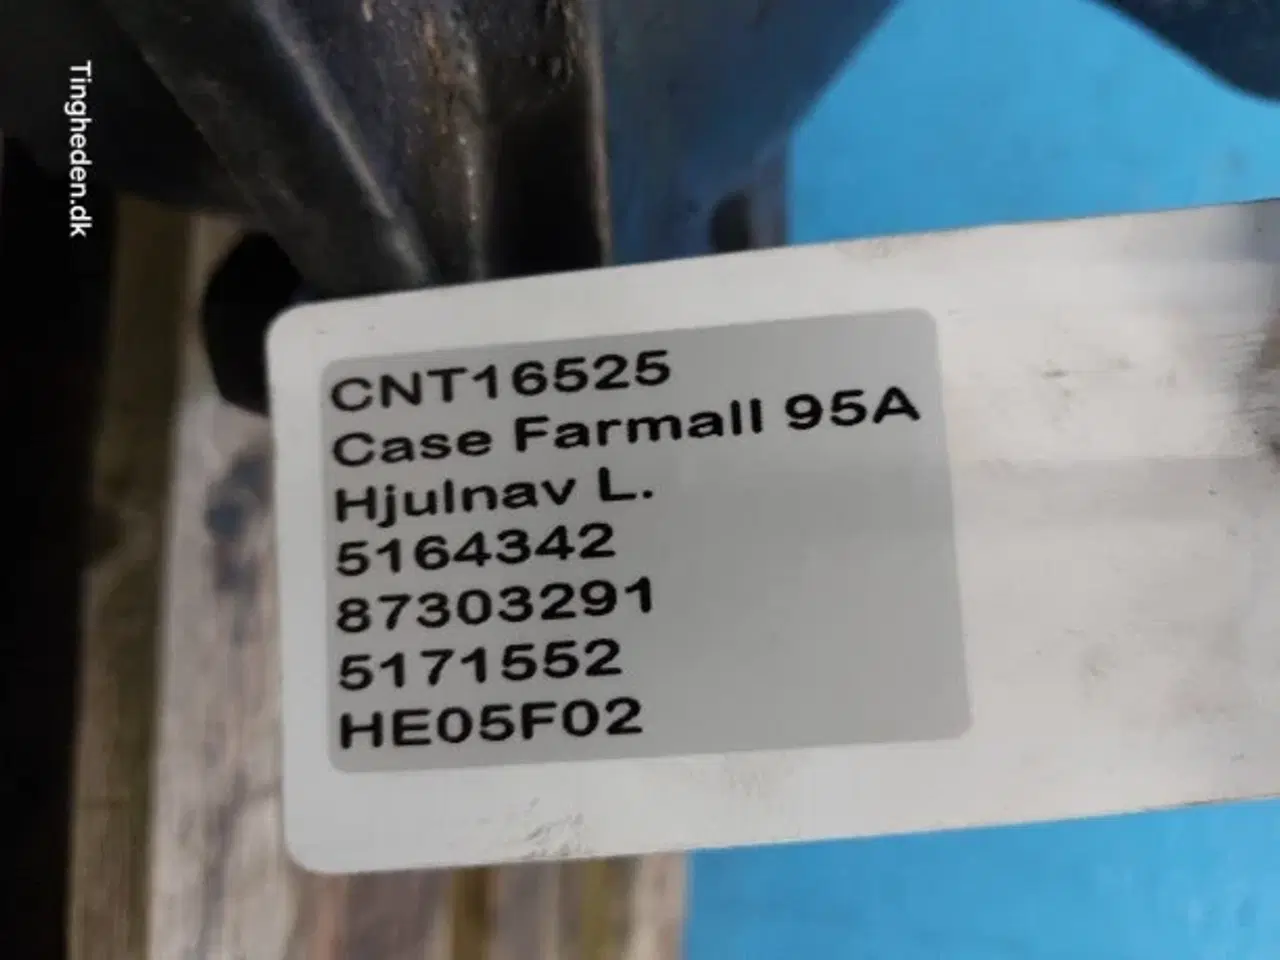 Tingheden.dk
CNT16525
Case Farmall 95A
Hjulnav L.
5164342
87303291
5171552
HE05F02